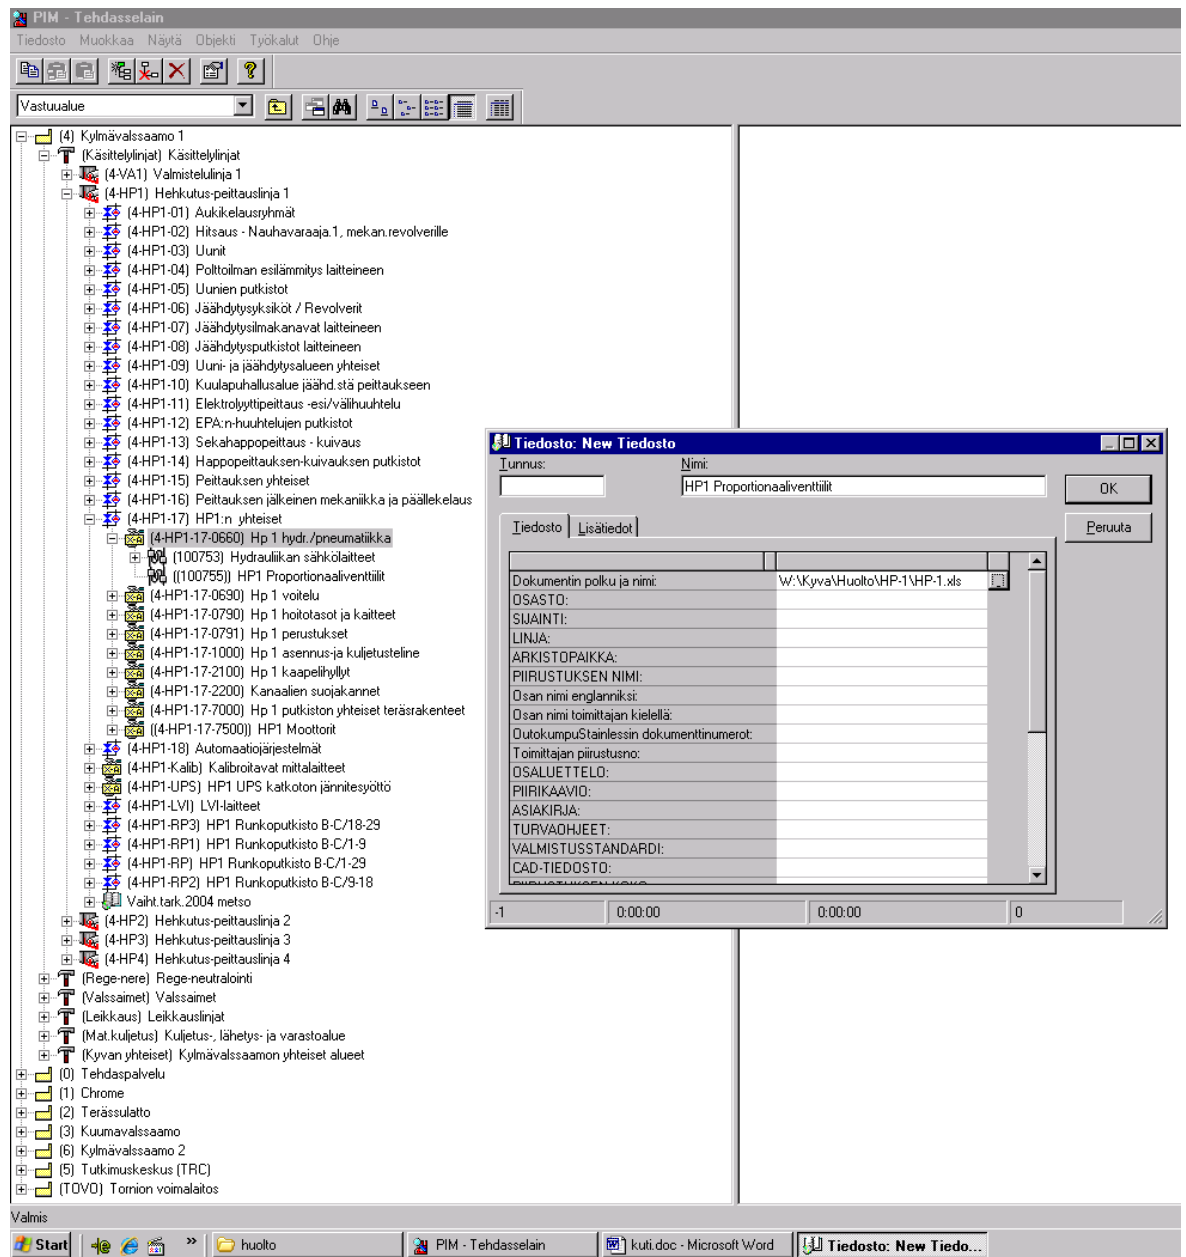 PIM - Tehdasselain
Tiedosto Muokkaa Näytä Objekti Työkalut Ohje
Vastuualue
(4) Kylmävalssaamo 1
(Käsittelylinjat) Käsittelylinjat
(4-VA1) Valmistelulinja 1
(4-HP1) Hehkutus-peittauslinja 1
(4-HP1-01) Aukikelausryhmät
(4-HP1-02) Hitsaus - Nauhavaraaja.1, mekan.revolverille
(4-HP1-03) Uunit
(4-HP1-04) Polttoilman esilämmitys laitteineen
(4-HP1-05) Uunien putkistot
(4-HP1-06) Jäähdytysyksiköt / Revolverit
(4-HP1-07) Jäähdytysilmakanavat laitteineen
(4-HP1-08) Jäähdytysputkistot laitteineen
(4-HP1-09) Uuni- ja jäähdytysalueen yhteiset
(4-HP1-10) Kuulapuhallusalue jäähd.stä peittaukseen
(4-HP1-11) Elektrolyyttipeittaus -esi/välihuuhtelu
(4-HP1-12) EPA:n-huuhtelujen putkistot
(4-HP1-13) Sekahappopeittaus - kuivaus
(4-HP1-14) Happopeittauksen-kuivauksen putkistot
(4-HP1-15) Peittauksen yhteiset
(4-HP1-16) Peittauksen jälkeinen mekaniikka ja päällekelaus
(4-HP1-17) HP1:n yhteiset
(4-HP1-17-0660) Hp 1 hydr./pneumatiikka
(100753) Hydrauliikan sähkölaitteet
((100755)) HP1 Proportionaaliventtiilit
(4-HP1-17-0690) Hp 1 voitelu
(4-HP1-17-0790) Hp 1 hoitotasot ja kaitteet
(4-HP1-17-0791) Hp 1 perustukset
(4-HP1-17-1000) Hp 1 asennus-ja kuljetusteline
(4-HP1-17-2100) Hp 1 kaapelihyllyt
(4-HP1-17-2200) Kanaalien suojakannet
(4-HP1-17-7000) Hp 1 putkiston yhteiset teräsrakenteet
((4-HP1-17-7500)) HP1 Moottorit
(4-HP1-18) Automaatiojärjestelmät
(4-HP1-Kalib) Kalibroitavat mittalaitteet
(4-HP1-UPS) HP1 UPS katkoton jännitesyöttö
(4-HP1-LVI) LVI-laitteet
(4-HP1-RP3) HP1 Runkoputkisto B-C/18-29
(4-HP1-RP1) HP1 Runkoputkisto B-C/1-9
(4-HP1-RP) HP1 Runkoputkisto B-C/1-29
(4-HP1-RP2) HP1 Runkoputkisto B-C/9-18
Vaiht.tark.2004 metso
(4-HP2) Hehkutus-peittauslinja 2
(4-HP3) Hehkutus-peittauslinja 3
(4-HP4) Hehkutus-peittauslinja 4
(Rege-nere) Rege-neutralointi
(Valssaimet) Valssaimet
(Leikkaus) Leikkauslinjat
(Mat.kuljetus) Kuljetus-, lähetys- ja varastoalue
(Kyvan yhteiset) Kylmävalssaamon yhteiset alueet
(0) Tehdaspalvelu
(1) Chrome
(2) Terässulatto
(3) Kuumavalssaamo
(6) Kylmävalssaamo 2
(5) Tutkimuskeskus (TRC)
(TOVO) Tornion voimalaitos
Tiedosto: New Tiedosto
Tunnus: Nimi:
HP1 Proportionaaliventtiilit
OK
Peruuta
Tiedosto Lisätiedot
Dokumentin polku ja nimi: W:\Kyva\Huolto\HP-1\HP-1.xls
OSASTO:
SIJAINTI:
LINJA:
ARKISTOPAIKKA:
PIIRUSTUKSEN NIMI:
Osan nimi englanniksi:
Osan nimi toimittajan kielellä:
OutokumpuStainlessin dokumenttinumerot:
Toimittajan piirustusno:
OSALUETTELO:
PIIRIKAAVIO:
ASIAKIRJA:
TURVAOHJEET:
VALMISTUSSTANDARDI:
CAD-TIEDOSTO:
PIIRUSTUKSEN KOKO
-1 0:00:00 0:00:00 0
Valmis
Start » huolto PIM - Tehdasselain kuti.doc - Microsoft Word Tiedosto: New Tiedo...